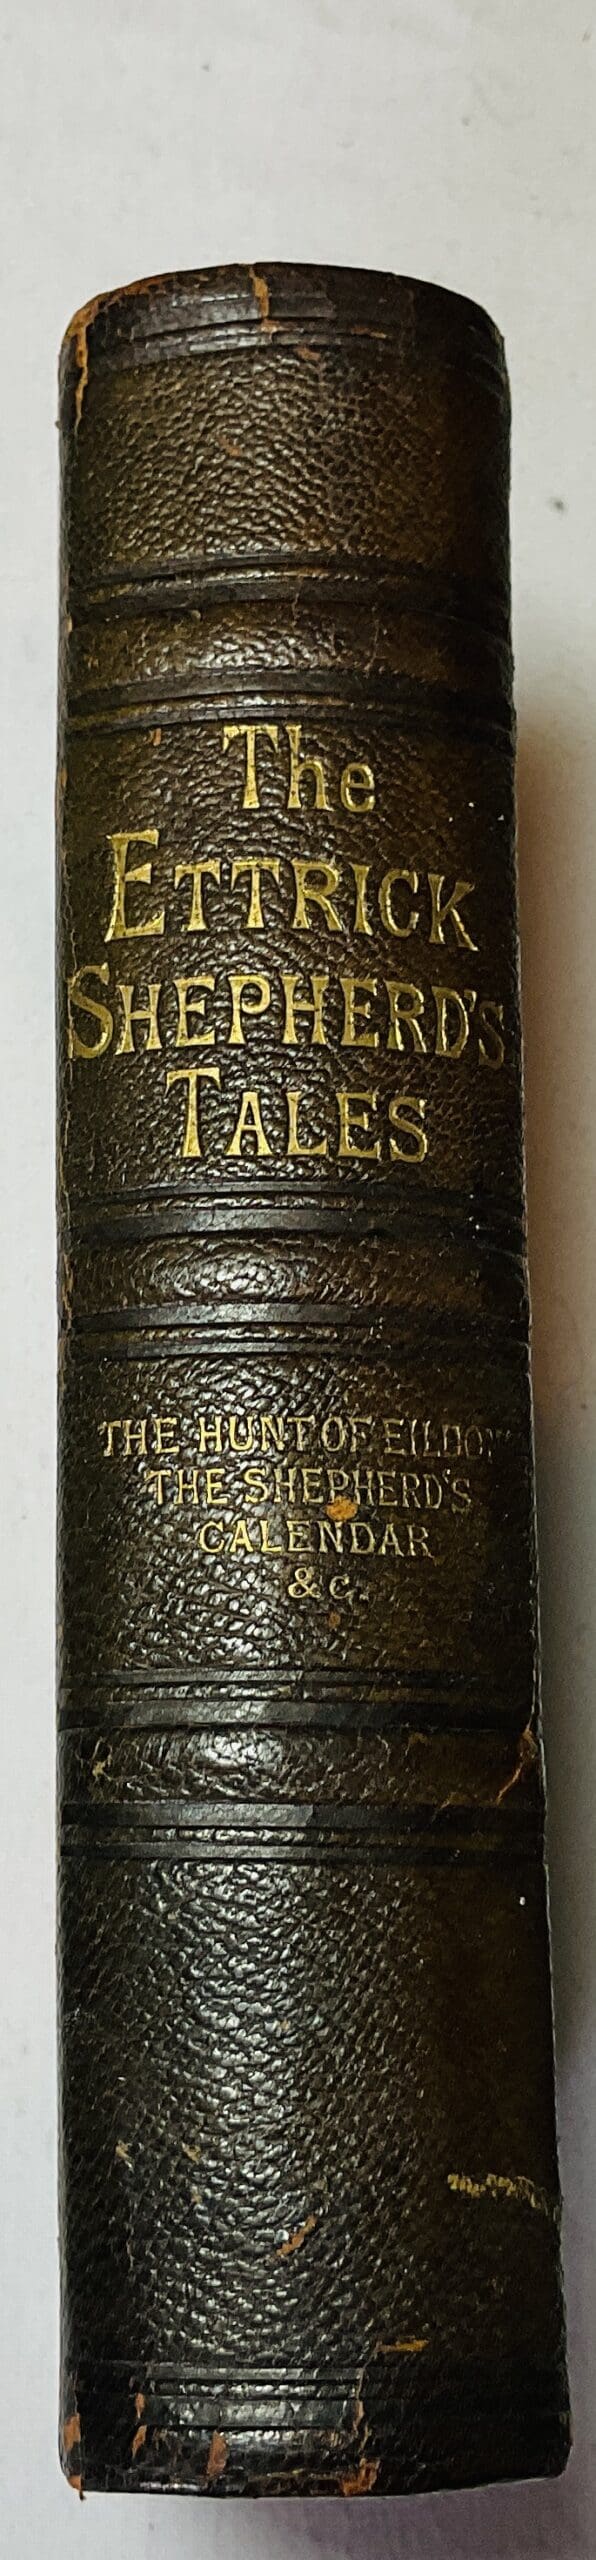 The
ETTRICK
SHEPHERD'S
TALES
THE HUNT OF EILDON
THE SHEPHERD'S
CALENDAR
&c.